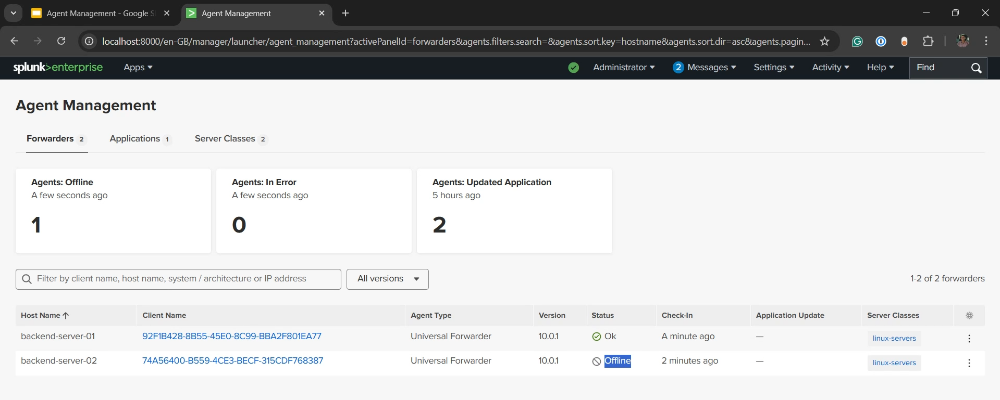 Agent Management - Google S
Agent Management
localhost:8000/en-GB/manager/launcher/agent_management?activePanelId=forwarders&agents.filters.search=&agents.sort.key=hostname&agents.sort.dir=asc&agents.pagin...
splunk>enterprise Apps Administrator 2 Messages Settings Activity Help Find
Agent Management
Forwarders 2 Applications 1 Server Classes 2
Agents: Offline
A few seconds ago
1
Agents: In Error
A few seconds ago
0
Agents: Updated Application
5 hours ago
2
Filter by client name, host name, system / architecture or IP address All versions 1-2 of 2 forwarders
Host Name Client Name Agent Type Version Status Check-In Application Update Server Classes
backend-server-01 92F1B428-8B55-45E0-8C99-BBA2F801EA77 Universal Forwarder 10.0.1 Ok A minute ago — linux-servers
backend-server-02 74A56400-B559-4CE3-BECF-315CDF768387 Universal Forwarder 10.0.1 Offline 2 minutes ago — linux-servers